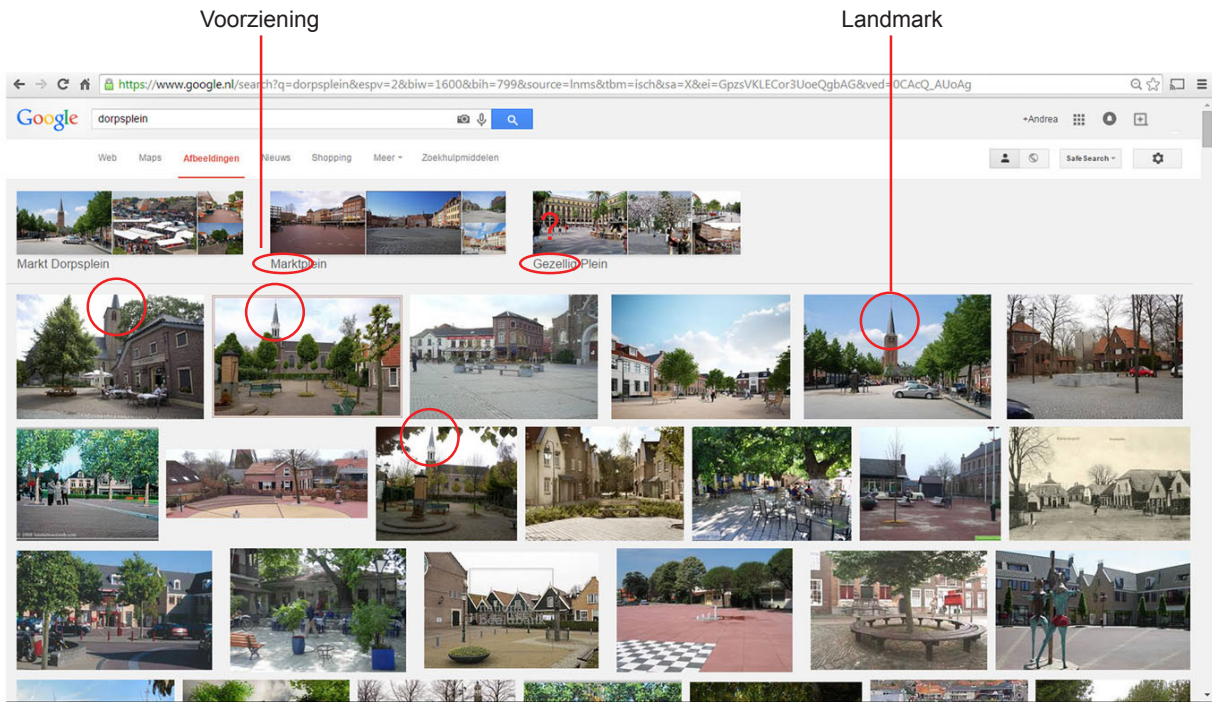 Voorziening
Landmark
https://www.google.nl/search?q=dorpsplein&espv=2&biw=1600&bih=799&source=lnms&tbm=isch&sa=X&ei=GpzsVKLECor3UoeQgbAG&ved=0CAcQ_AUoAg
Google
dorpsplein
+Andrea
Web Maps Afbeeldingen Nieuws Shopping Meer Zoekhulpmiddelen
SafeSearch
?
Markt Dorpsplein
Marktplein
Gezellig Plein
nationale
beeldbank